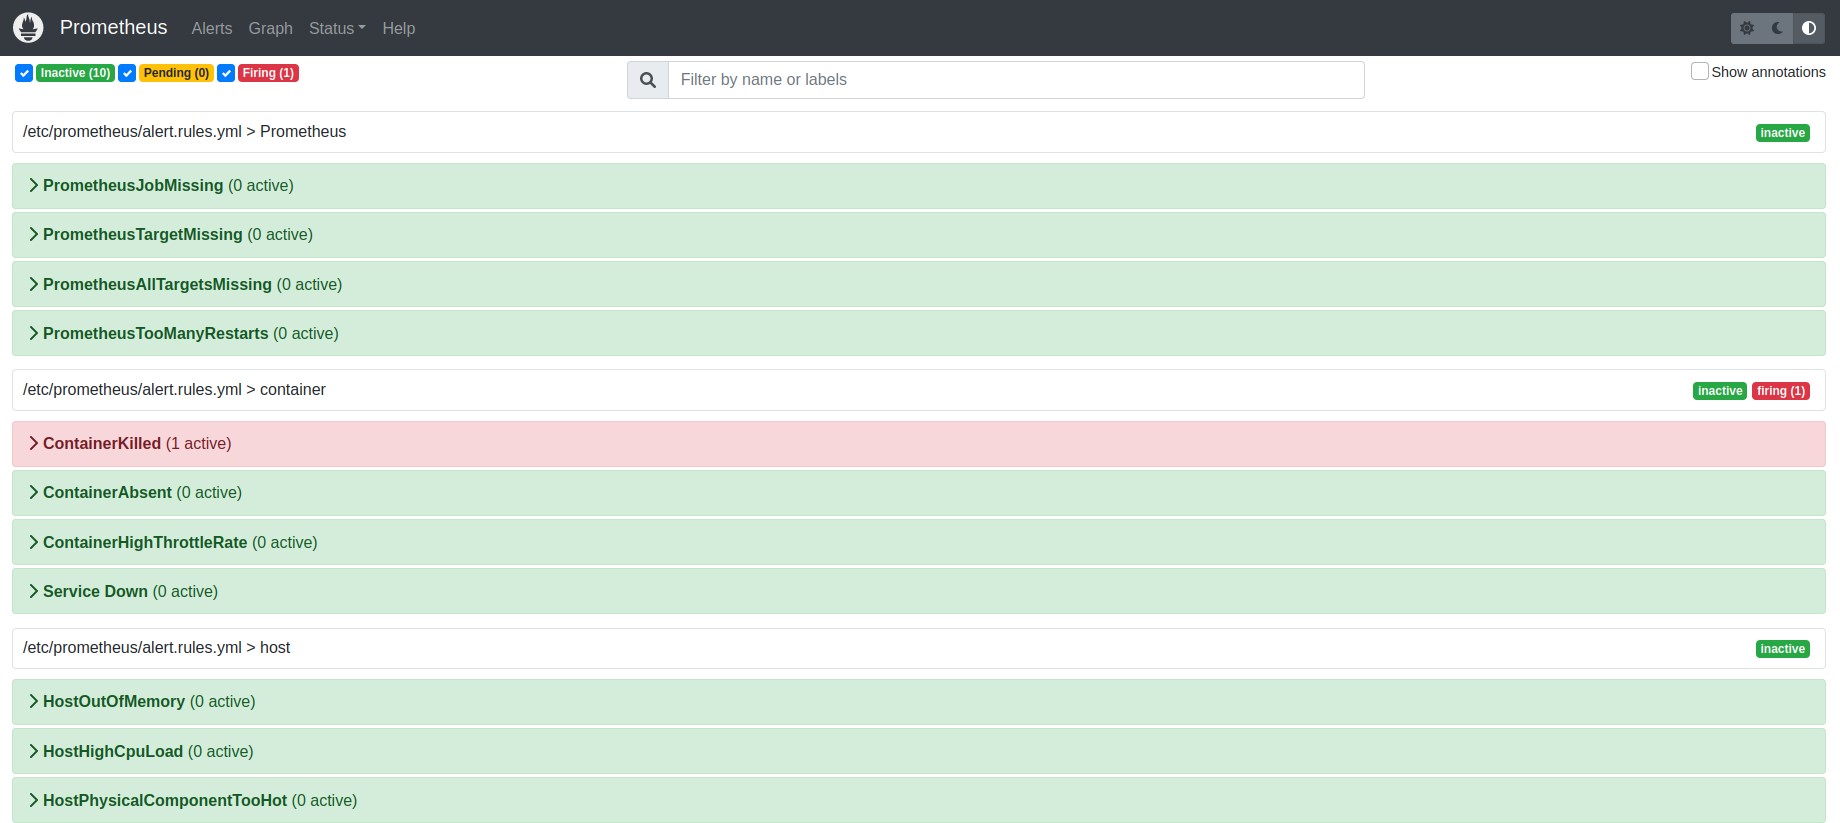 Prometheus Alerts Graph Status Help
Inactive (10) Pending (0) Firing (1) Filter by name or labels Show annotations
/etc/prometheus/alert.rules.yml > Prometheus inactive
PrometheusJobMissing (0 active)
PrometheusTargetMissing (0 active)
PrometheusAllTargetsMissing (0 active)
PrometheusTooManyRestarts (0 active)
/etc/prometheus/alert.rules.yml > container inactive firing (1)
ContainerKilled (1 active)
ContainerAbsent (0 active)
ContainerHighThrottleRate (0 active)
Service Down (0 active)
/etc/prometheus/alert.rules.yml > host inactive
HostOutOfMemory (0 active)
HostHighCpuLoad (0 active)
HostPhysicalComponentTooHot (0 active)